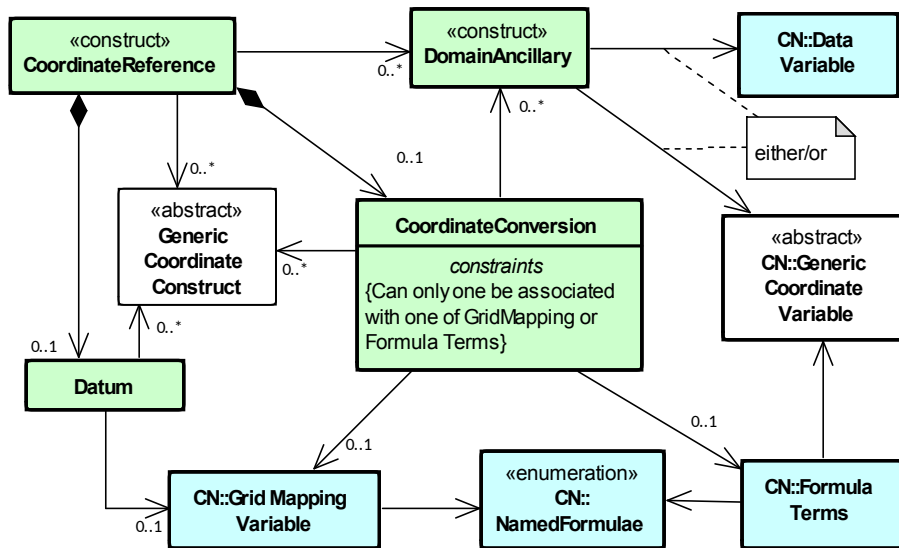 «construct»
CoordinateReference
0..*
«construct»
DomainAncillary
CN::Data
Variable
0..*
either/or
0..1
0..*
«abstract»
Generic
Coordinate
Construct
0..*
CoordinateConversion
constraints
{Can only one be associated
with one of GridMapping or
Formula Terms}
«abstract»
CN::Generic
Coordinate
Variable
0..*
0..1
Datum
0..1
0..1
0..1
CN::Grid Mapping
Variable
«enumeration»
CN::
NamedFormulae
CN::Formula
Terms